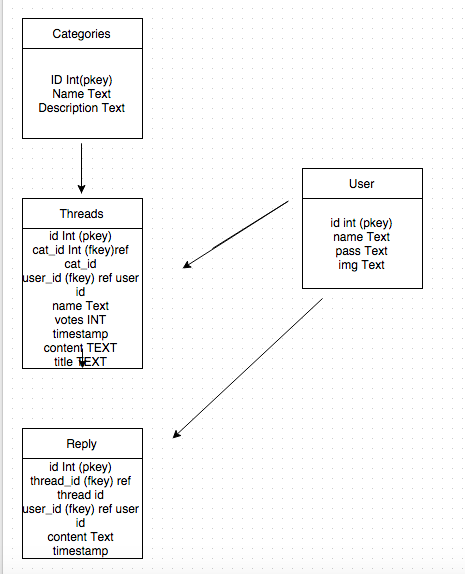 Categories
ID Int(pkey)
Name Text
Description Text
Threads
id Int (pkey)
cat_id Int (fkey)ref
cat_id
user_id (fkey) ref user
id
name Text
votes INT
timestamp
content TEXT
title TEXT
User
id int (pkey)
name Text
pass Text
img Text
Reply
id Int (pkey)
thread_id (fkey) ref
thread id
user_id (fkey) ref user
id
content Text
timestamp